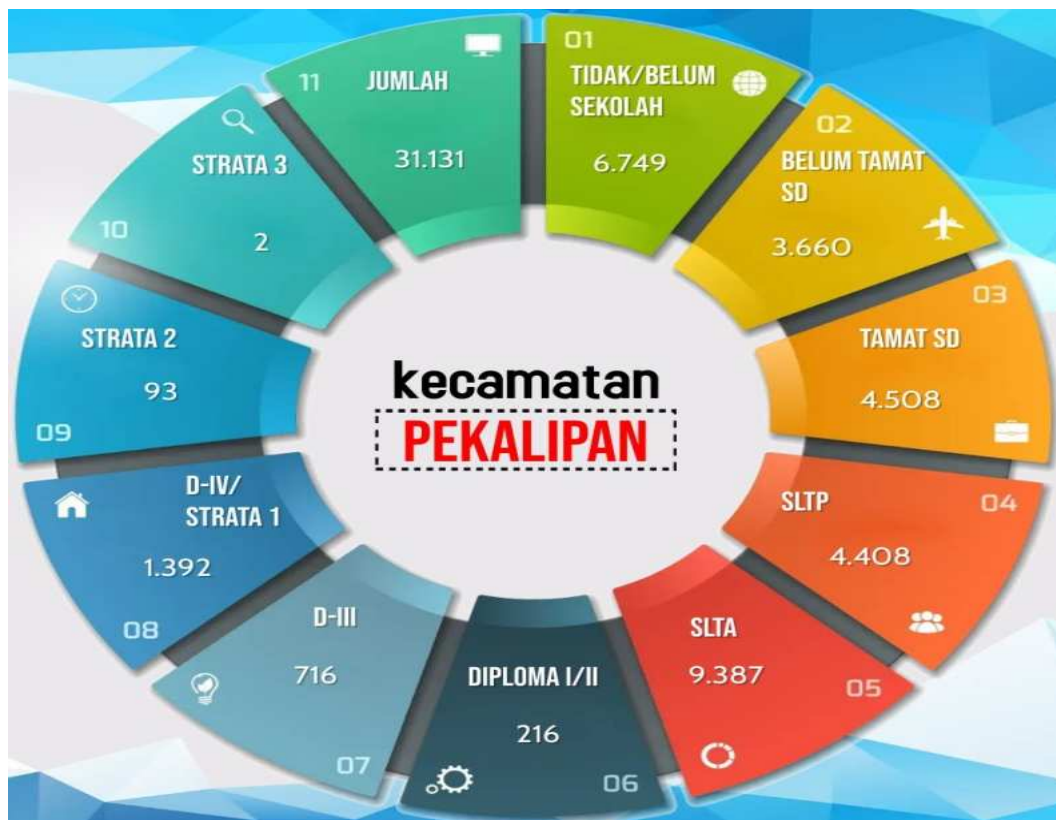 kecamatan
PEKALIPAN
01
TIDAK/BELUM
SEKOLAH
6.749
02
BELUM TAMAT
SD
3.660
03
TAMAT SD
4.508
04
SLTP
4.408
05
SLTA
9.387
06
DIPLOMA I/II
216
07
D-III
716
08
D-IV/
STRATA 1
1.392
09
STRATA 2
93
10
STRATA 3
2
11
JUMLAH
31.131